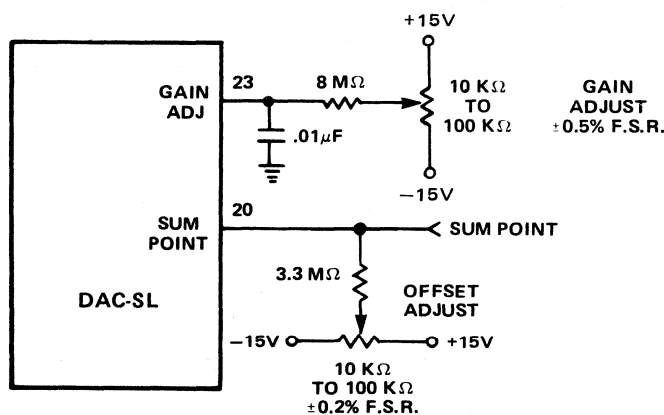 +15V
GAIN
ADJ
23
8 MΩ
10 KΩ
TO
100 KΩ
GAIN
ADJUST
±0.5% F.S.R.
.01μF
−15V
SUM
POINT
20
SUM POINT
3.3 MΩ
OFFSET
ADJUST
DAC-SL
−15V
+15V
10 KΩ
TO 100 KΩ
±0.2% F.S.R.